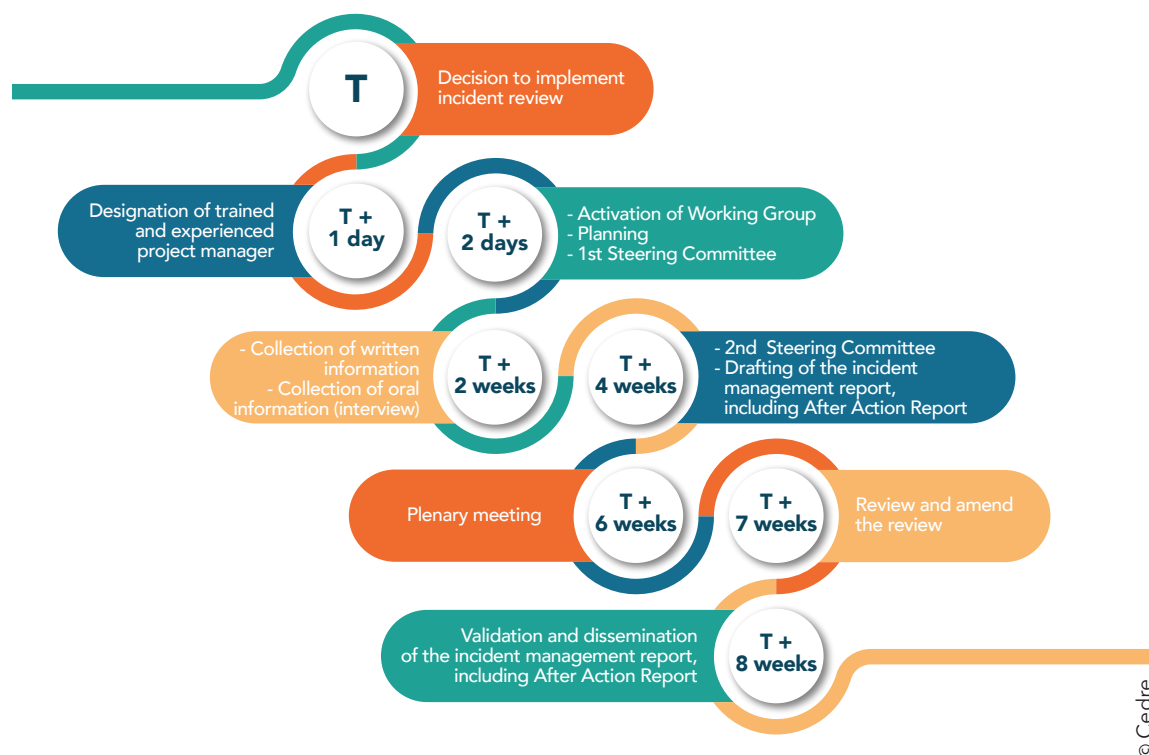 T
Decision to implement
incident review
Designation of trained
and experienced
project manager
T +
1 day
T +
2 days
- Activation of Working Group
- Planning
- 1st Steering Committee
- Collection of written
information
- Collection of oral
information (interview)
T +
2 weeks
T +
4 weeks
- 2nd Steering Committee
- Drafting of the incident
management report,
including After Action Report
Plenary meeting
T +
6 weeks
T +
7 weeks
Review and amend
the review
Validation and dissemination
of the incident management report,
including After Action Report
T +
8 weeks
© Cedre